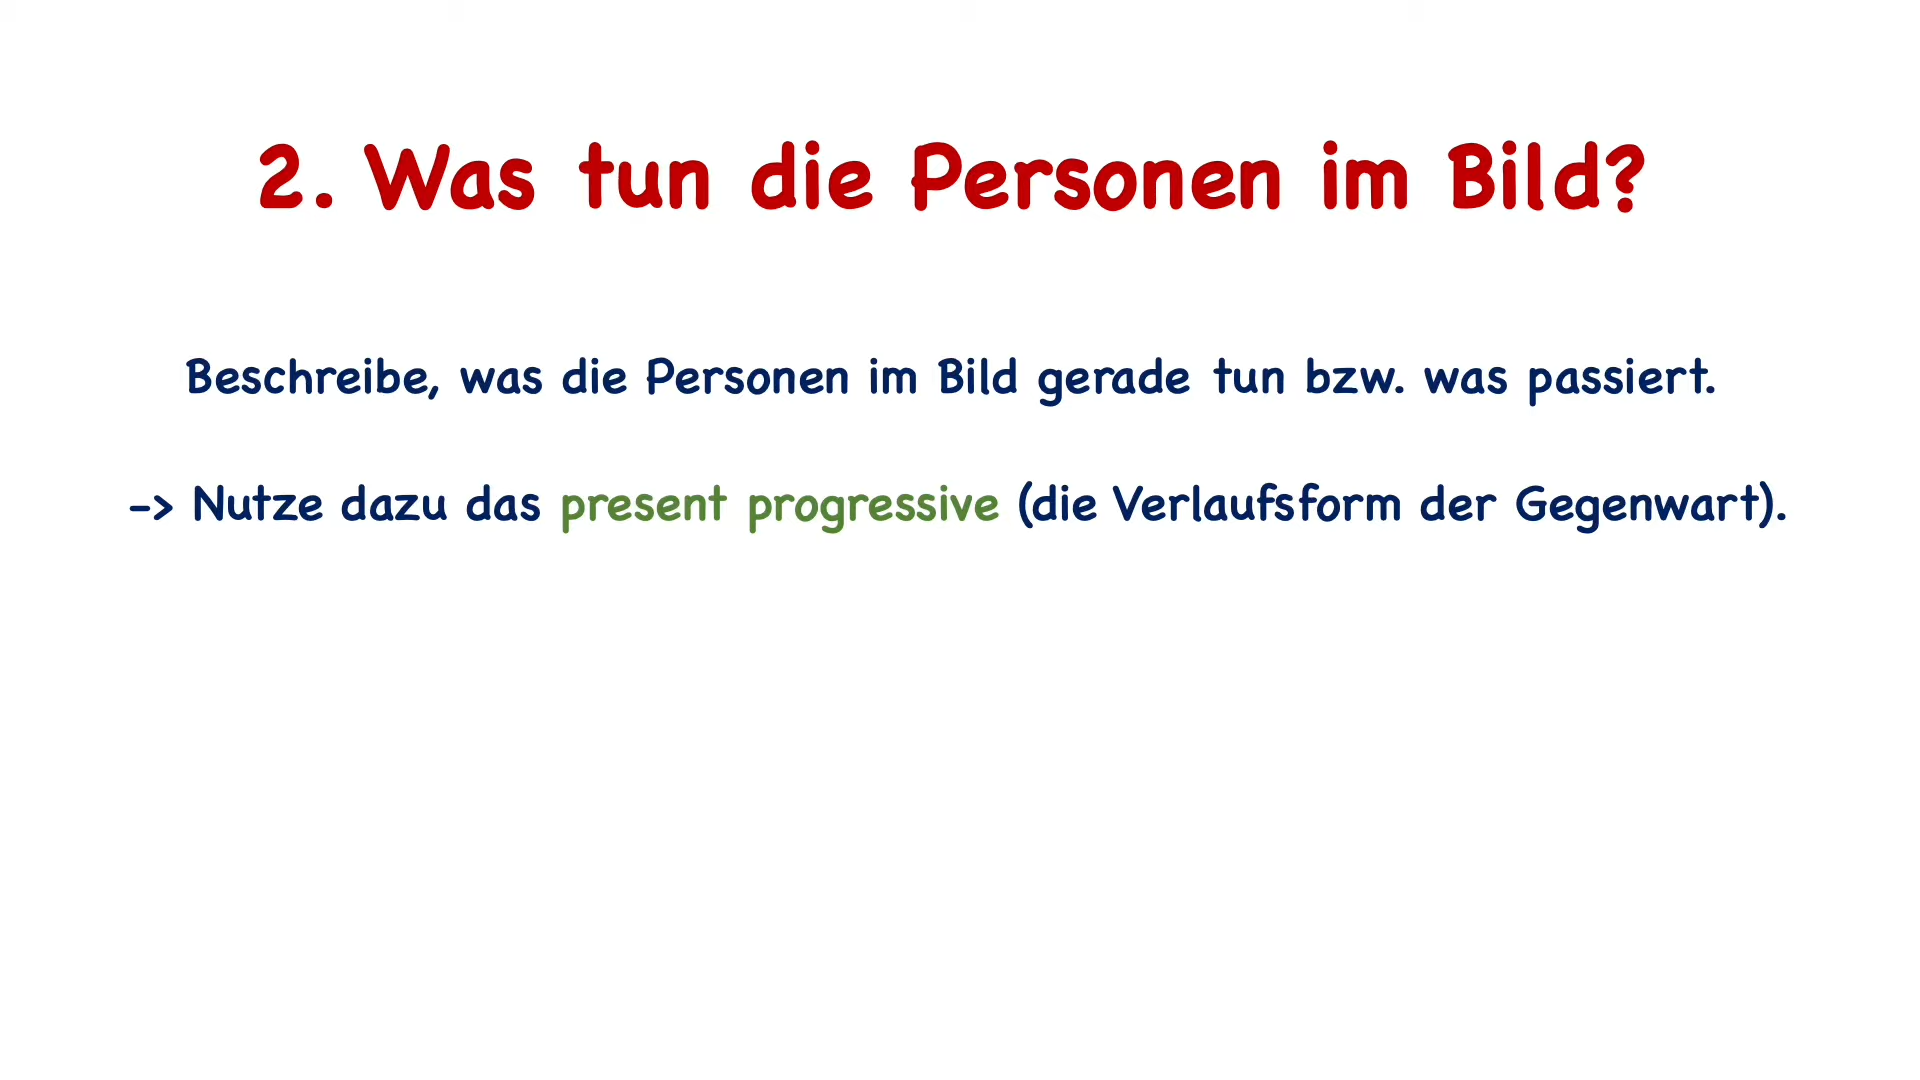 2. Was tun die Personen im Bild?
Beschreibe, was die Personen im Bild gerade tun bzw. was passiert.
-> Nutze dazu das present progressive (die Verlaufsform der Gegenwart).